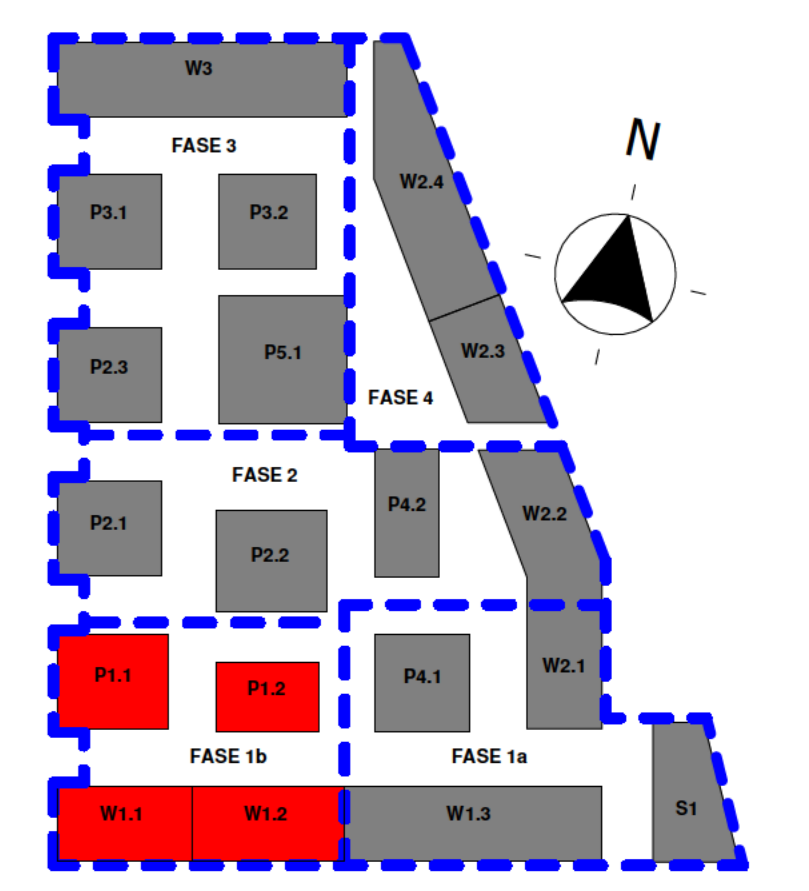 W3
N
FASE 3
W2.4
P3.1
P3.2
P5.1
W2.3
P2.3
FASE 4
FASE 2
P4.2
W2.2
P2.1
P2.2
W2.1
P1.1
P4.1
P1.2
FASE 1b
FASE 1a
S1
W1.1
W1.2
W1.3